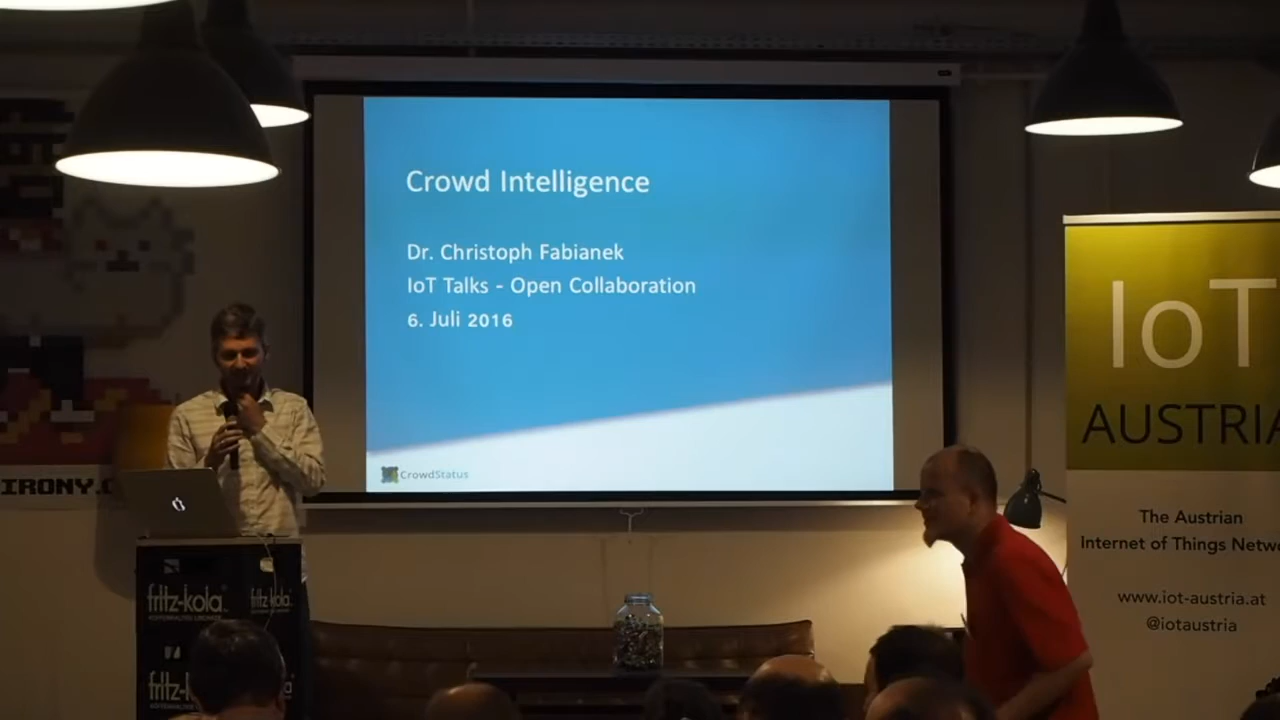 Crowd Intelligence
Dr. Christoph Fabianek
IoT Talks - Open Collaboration
6. Juli 2016
CrowdStatus
IoT
AUSTRIA
The Austrian
Internet of Things Netw
www.iot-austria.at
@iotaustria
IRONY.
fritz-kola
fritz-kola
fritz-k